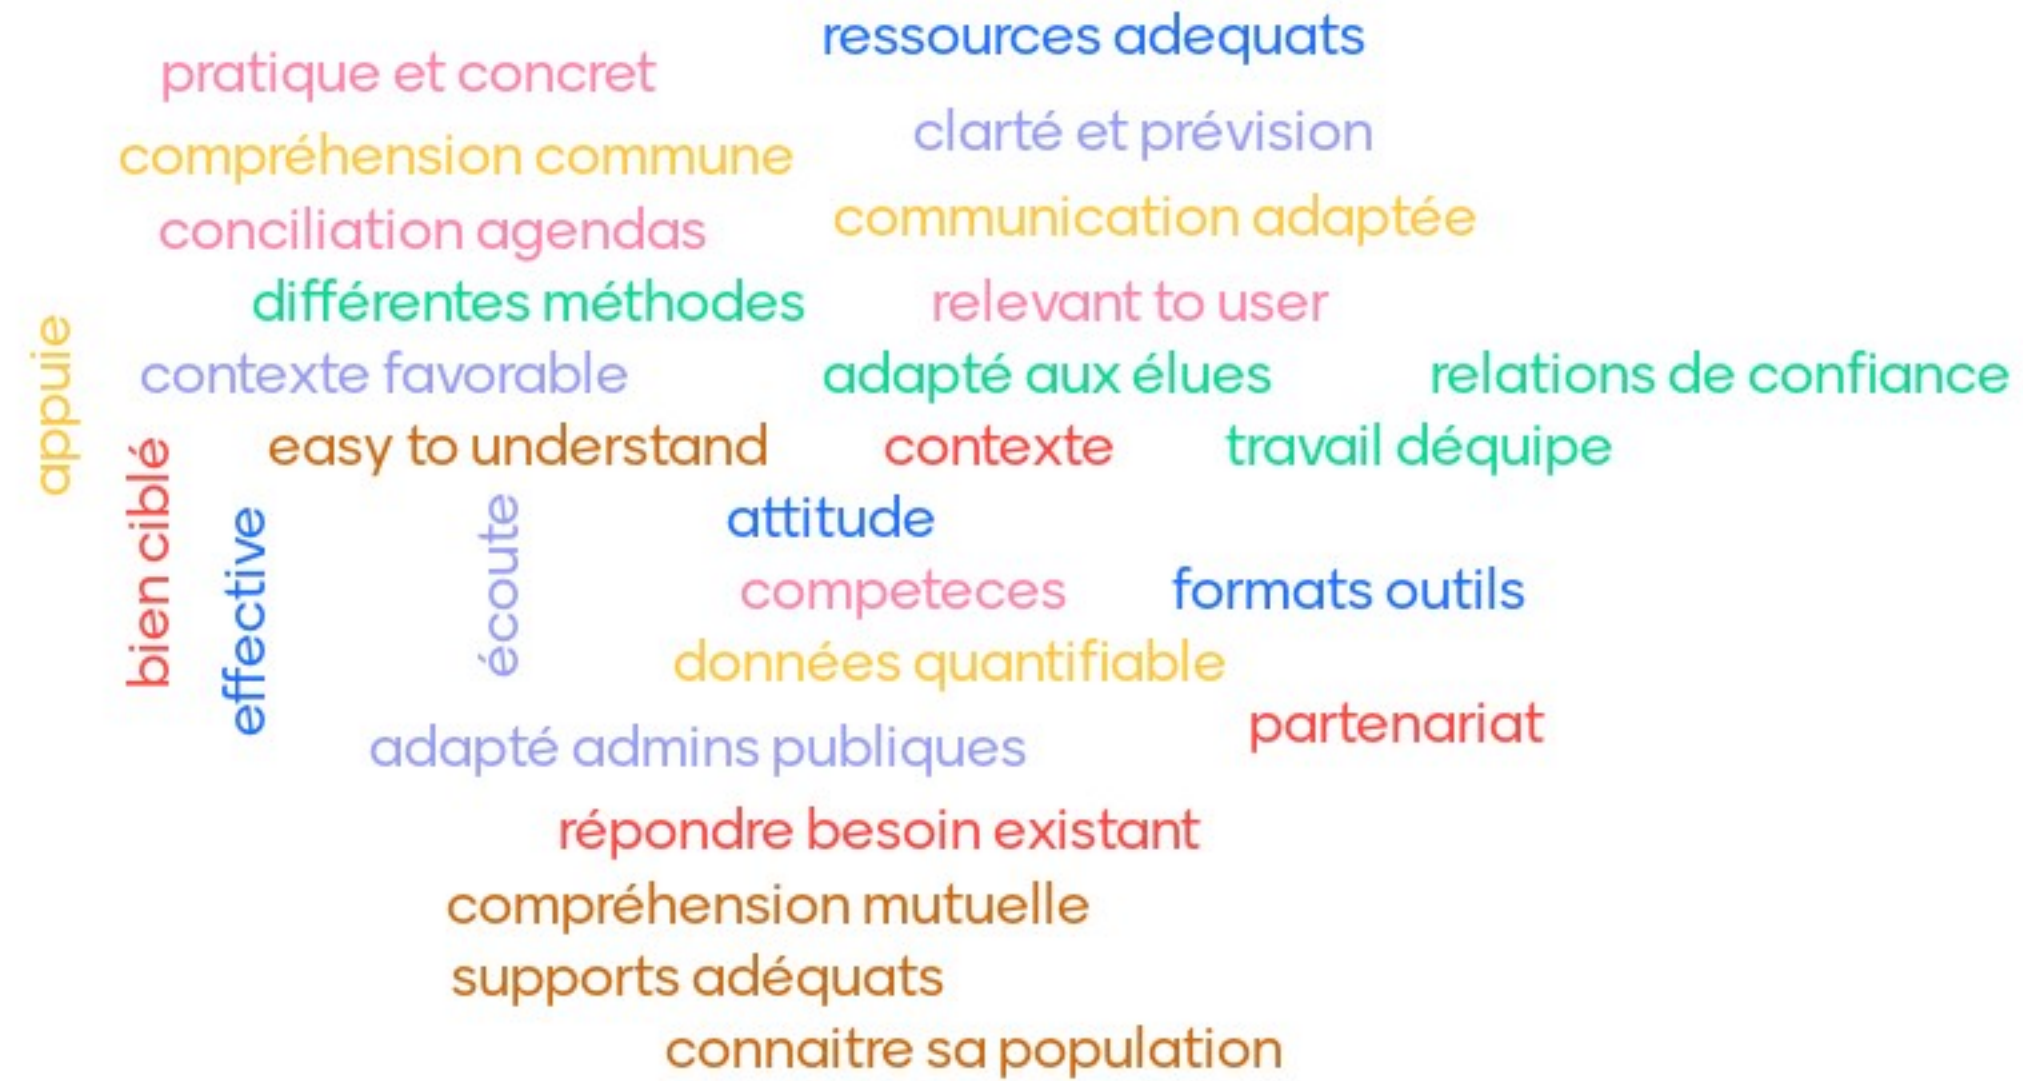 ressources adequats
pratique et concret
clarté et prévision
compréhension commune
communication adaptée
conciliation agendas
différentes méthodes
relevant to user
appuie
contexte favorable
adapté aux élues
relations de confiance
bien ciblé
easy to understand
contexte
travail déquipe
effective
écoute
attitude
competeces
formats outils
données quantifiable
partenariat
adapté admins publiques
répondre besoin existant
compréhension mutuelle
supports adéquats
connaitre sa population